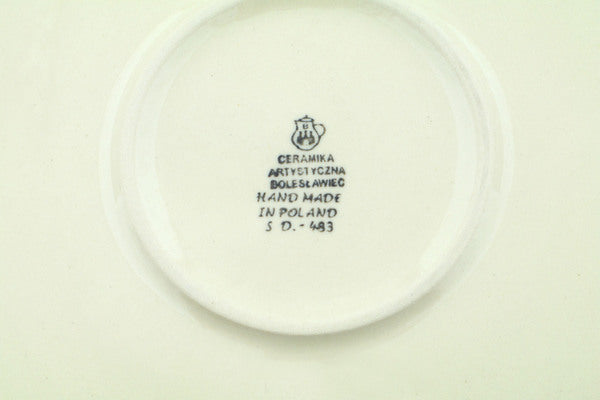 B
CERAMIKA
ARTYSTYCZNA
BOLESŁAWIEC
HAND MADE
IN POLAND
S D.-483